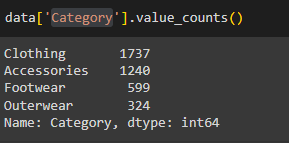 data['Category'].value_counts()
Clothing       1737
Accessories    1240
Footwear        599
Outerwear       324
Name: Category, dtype: int64